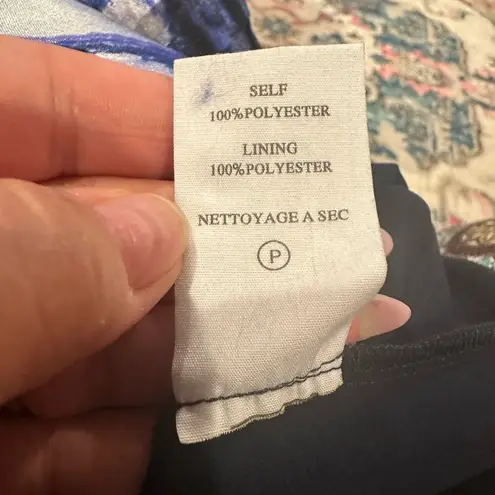 SELF
100%POLYESTER
LINING
100%POLYESTER
NETTOYAGE A SEC
P